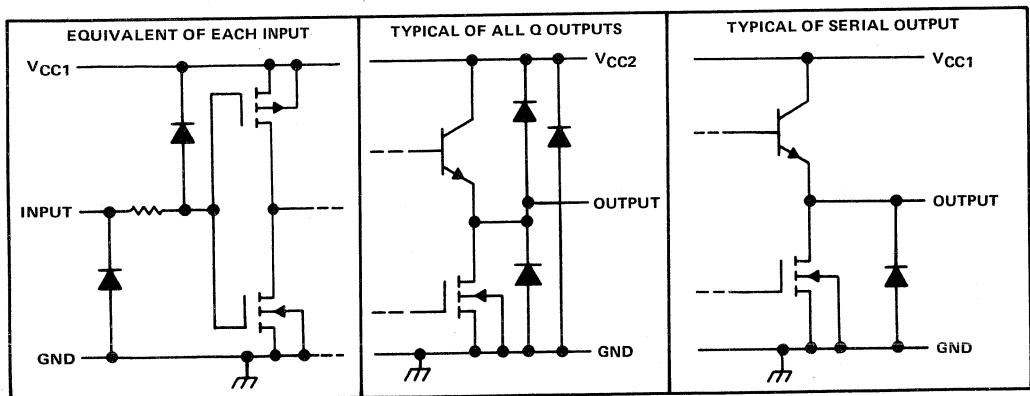 EQUIVALENT OF EACH INPUT
VCC1
INPUT
GND
TYPICAL OF ALL Q OUTPUTS
VCC2
OUTPUT
GND
TYPICAL OF SERIAL OUTPUT
VCC1
OUTPUT
GND